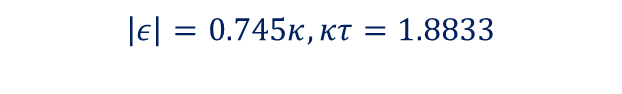 |ϵ| = 0.745κ, κτ = 1.8833